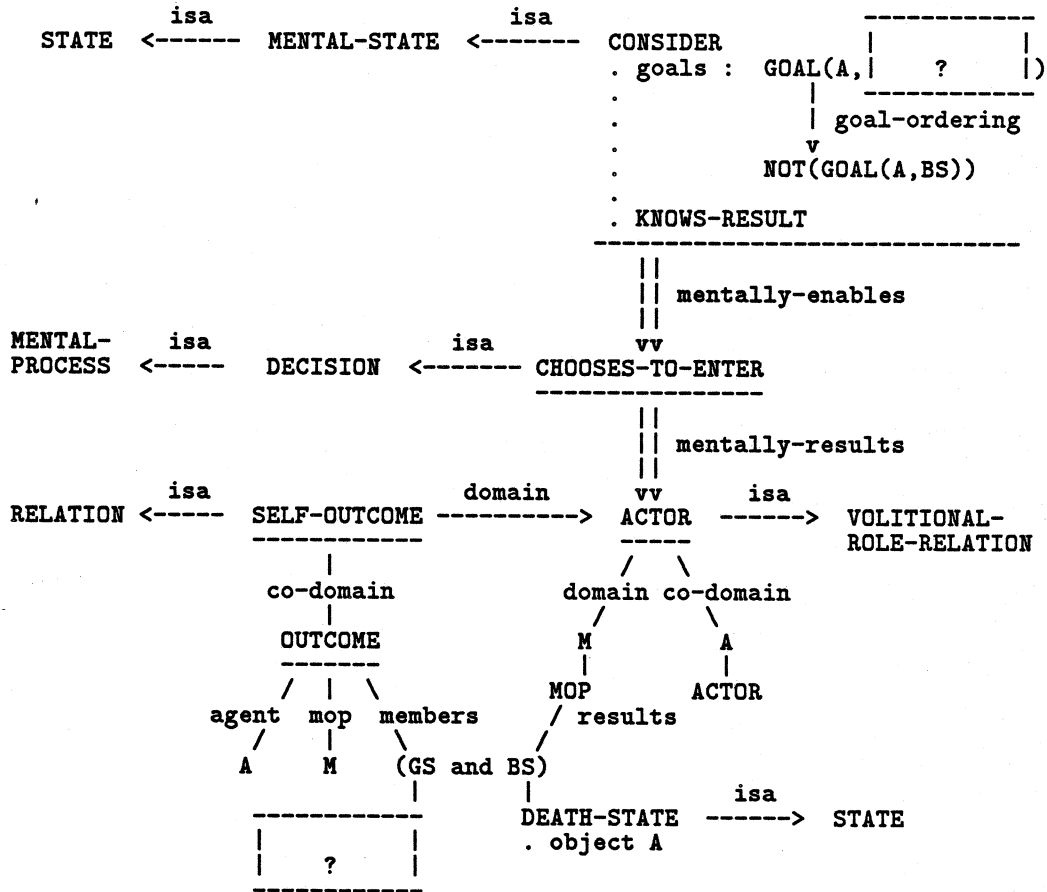 isa isa
STATE <------ MENTAL-STATE <------- CONSIDER
. goals : GOAL(A, ? )
goal-ordering
v
NOT(GOAL(A,BS))
. KNOWS-RESULT
mentally-enables
vv
MENTAL- isa isa
PROCESS <----- DECISION <------- CHOOSES-TO-ENTER
mentally-results
isa domain vv isa
RELATION <----- SELF-OUTCOME ----------> ACTOR ------> VOLITIONAL-
ROLE-RELATION
co-domain domain co-domain
OUTCOME M A
MOP ACTOR
agent mop members results
A M (GS and BS)
isa
DEATH-STATE ------> STATE
. object A
?